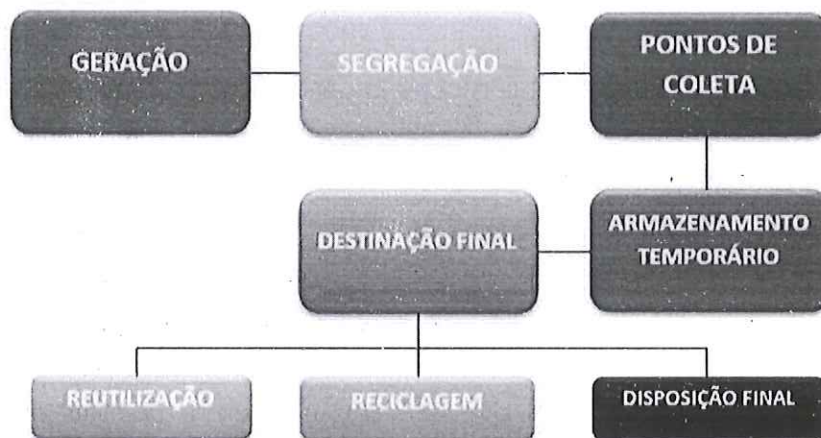 GERAÇÃO
SEGREGAÇÃO
PONTOS DE
COLETA
ARMAZENAMENTO
TEMPORÁRIO
DESTINAÇÃO FINAL
REUTILIZAÇÃO
RECICLAGEM
DISPOSIÇÃO FINAL